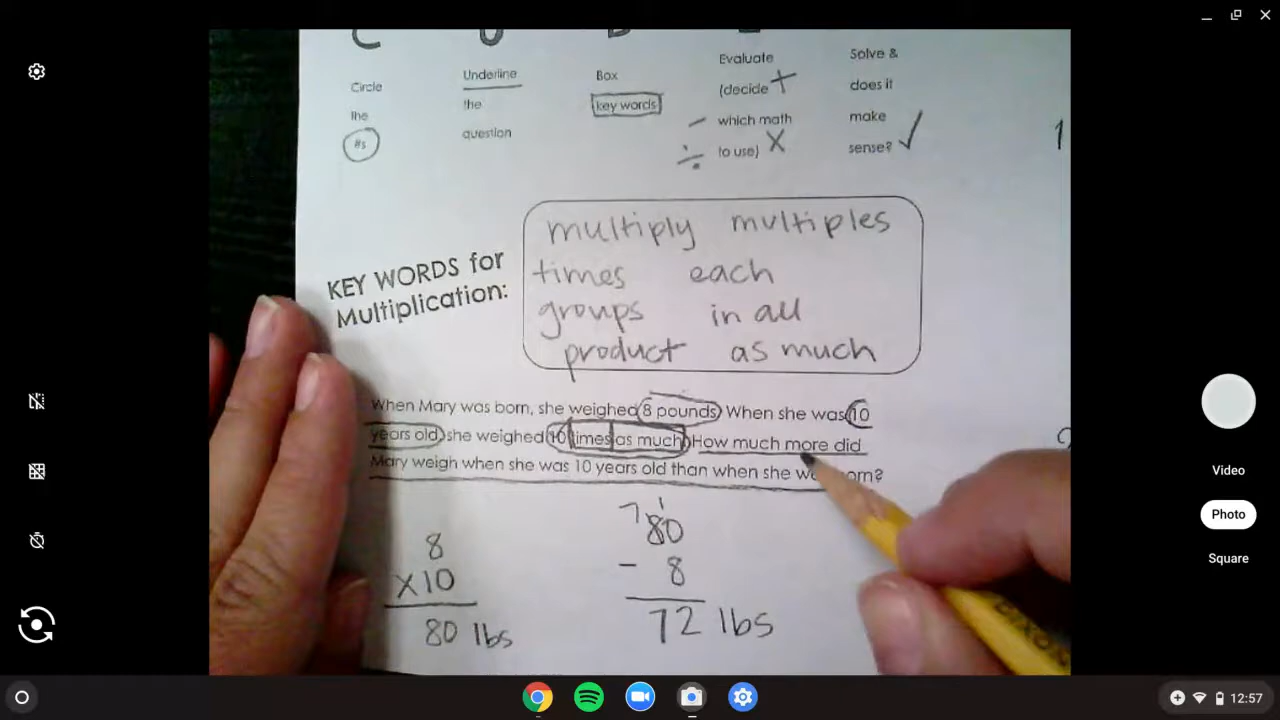 C U
Circle
the
#s
Underline
the
question
Box
key words
Evaluate
(decide +
− which math
÷ to use) X
Solve &
does it
make
sense? ✓
1
KEY WORDS for
Multiplication:
multiply multiples
times each
groups in all
product as much
When Mary was born, she weighed 8 pounds. When she was 10
years old, she weighed 10 times as much. How much more did
Mary weigh when she was 10 years old than when she
8
X10
80 lbs
7 1
80
- 8
72 lbs
Video
Photo
Square
12:57